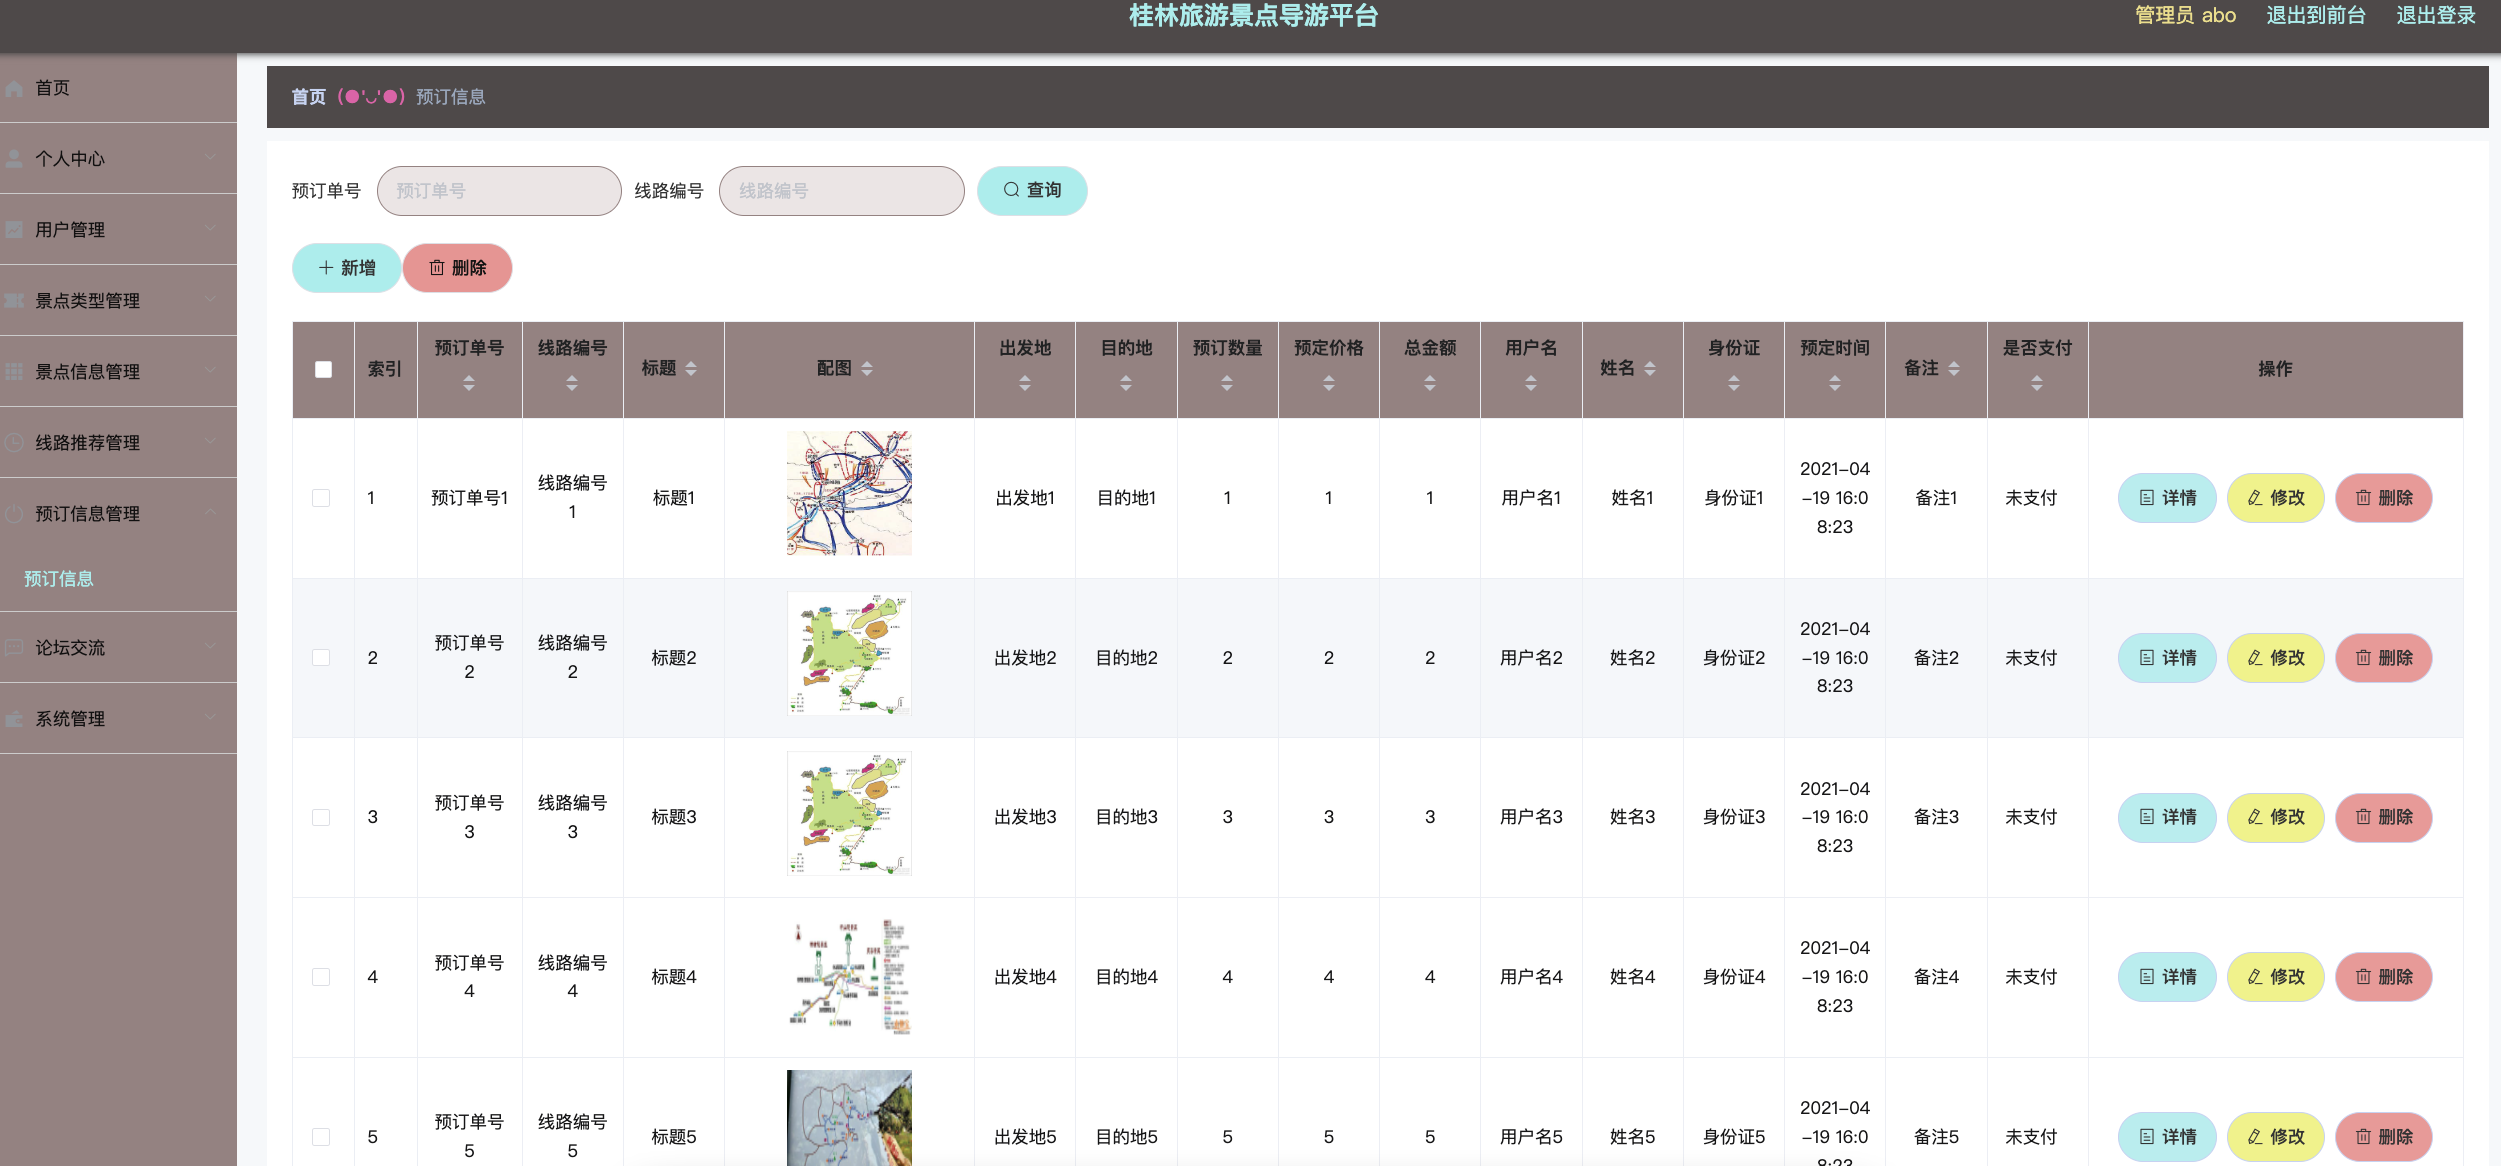 桂林旅游景点导游平台
管理员 abo 退出到前台 退出登录
首页
个人中心
用户管理
景点类型管理
景点信息管理
线路推荐管理
预订信息管理
预订信息
论坛交流
系统管理
首页 (●'◡'●) 预订信息
预订单号 预订单号 线路编号 线路编号 查询
新增 删除
索引 预订单号 线路编号 标题 配图 出发地 目的地 预订数量 预定价格 总金额 用户名 姓名 身份证 预定时间 备注 是否支付 操作
1 预订单号1 线路编号1 标题1 出发地1 目的地1 1 1 1 用户名1 姓名1 身份证1 2021-04-19 16:08:23 备注1 未支付 详情 修改 删除
2 预订单号2 线路编号2 标题2 出发地2 目的地2 2 2 2 用户名2 姓名2 身份证2 2021-04-19 16:08:23 备注2 未支付 详情 修改 删除
3 预订单号3 线路编号3 标题3 出发地3 目的地3 3 3 3 用户名3 姓名3 身份证3 2021-04-19 16:08:23 备注3 未支付 详情 修改 删除
4 预订单号4 线路编号4 标题4 出发地4 目的地4 4 4 4 用户名4 姓名4 身份证4 2021-04-19 16:08:23 备注4 未支付 详情 修改 删除
5 预订单号5 线路编号5 标题5 出发地5 目的地5 5 5 5 用户名5 姓名5 身份证5 2021-04-19 16:08:23 备注5 未支付 详情 修改 删除